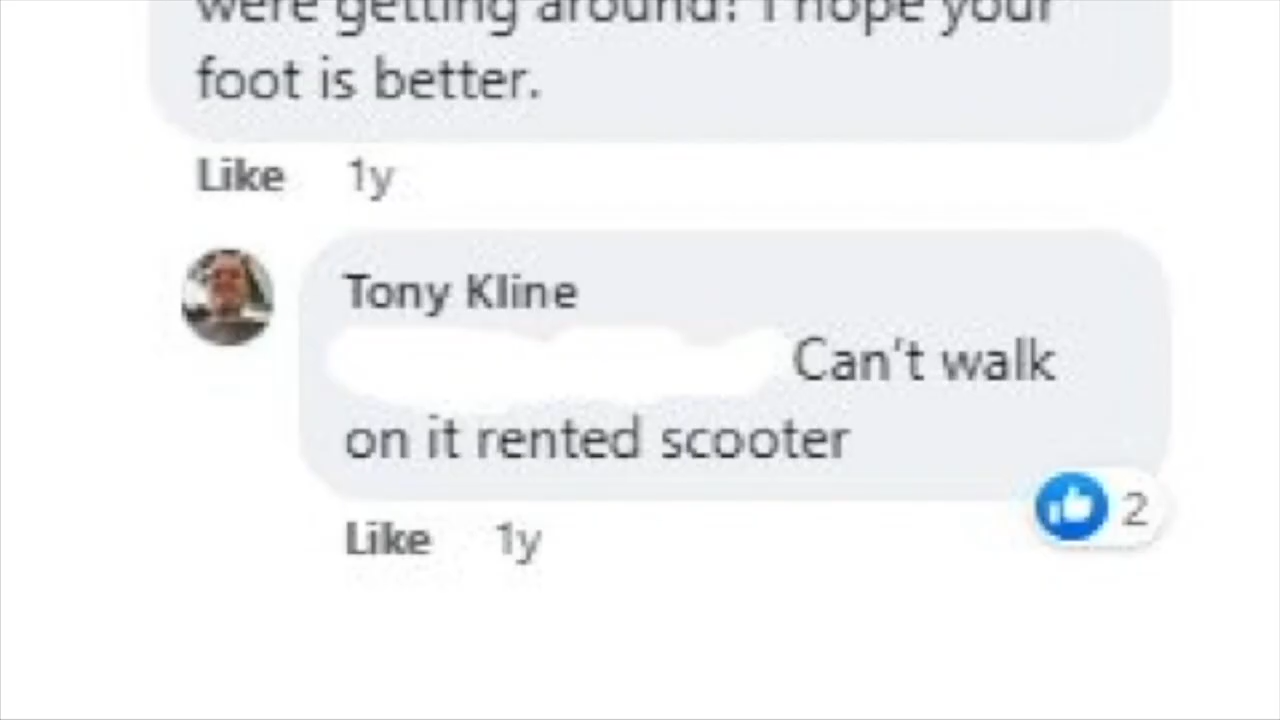 were getting around? I hope your
foot is better.
Like 1y
Tony Kline
Can't walk
on it rented scooter
2
Like 1y